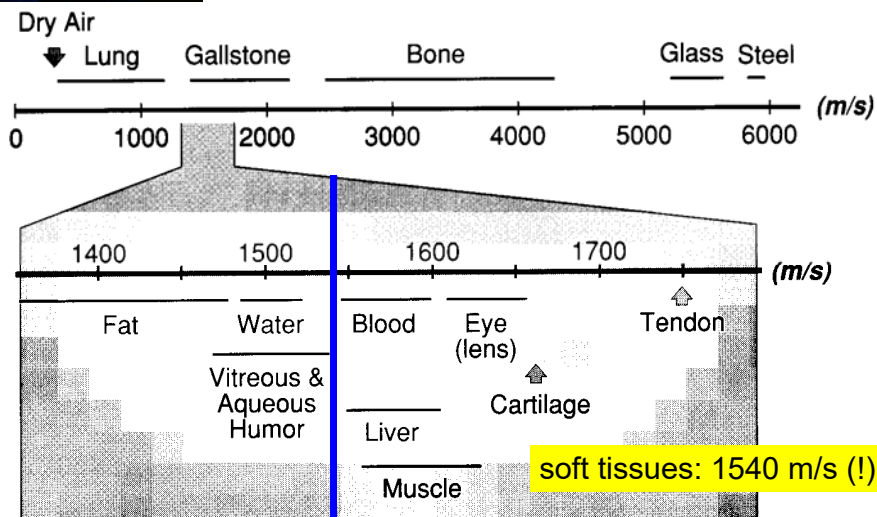 Dry Air
Lung Gallstone Bone Glass Steel
(m/s)
0 1000 2000 3000 4000 5000 6000
1400 1500 1600 1700
(m/s)
Fat Water Blood Eye
(lens)
Tendon
Vitreous &
Aqueous
Humor
Cartilage
Liver
Muscle
soft tissues: 1540 m/s (!)